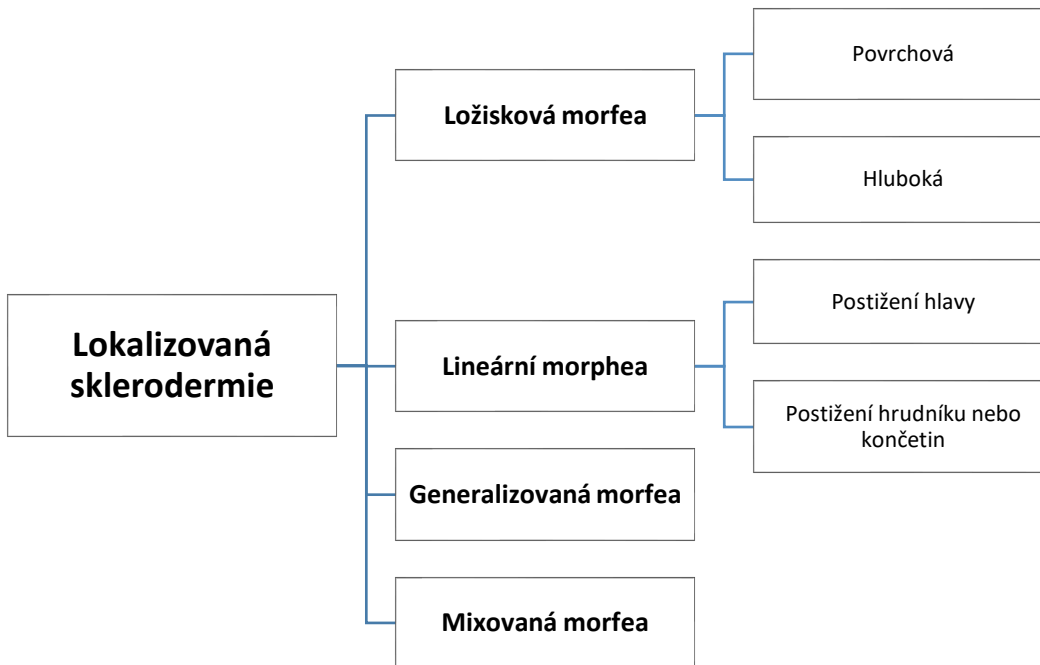 Lokalizovaná
sklerodermie
Ložisková morfea
Povrchová
Hluboká
Lineární morphea
Postižení hlavy
Postižení hrudníku nebo
končetin
Generalizovaná morfea
Mixovaná morfea